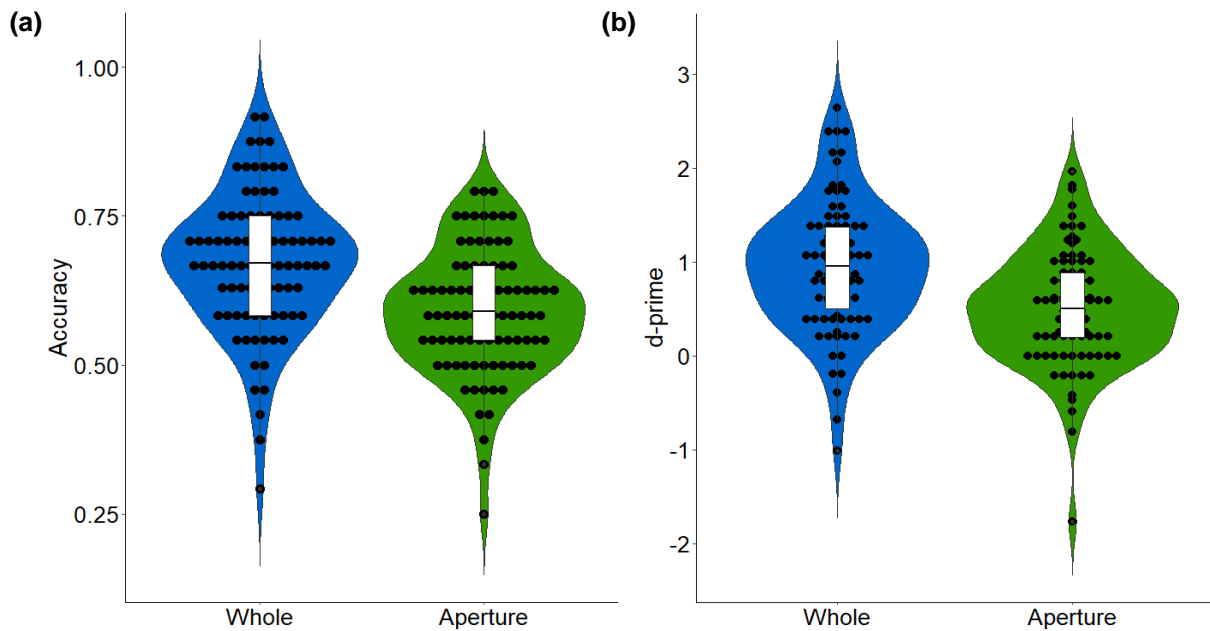 (a)
Accuracy
1.00
0.75
0.50
0.25
Whole Aperture
(b)
d-prime
3
2
1
0
-1
-2
Whole Aperture